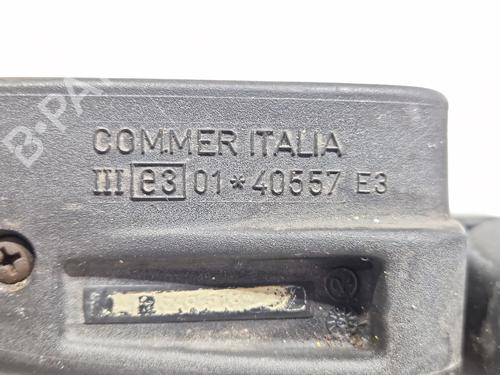 B-PA
COMMER ITALIA
III e3 01*40557 E3